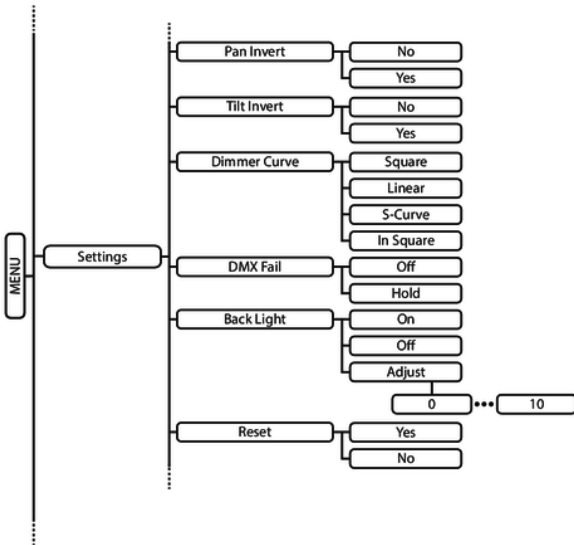 Pan Invert
No
Yes
Tilt Invert
No
Yes
Dimmer Curve
Square
Linear
S-Curve
In Square
MENU
Settings
DMX Fail
Off
Hold
Back Light
On
Off
Adjust
0 ••• 10
Reset
Yes
No